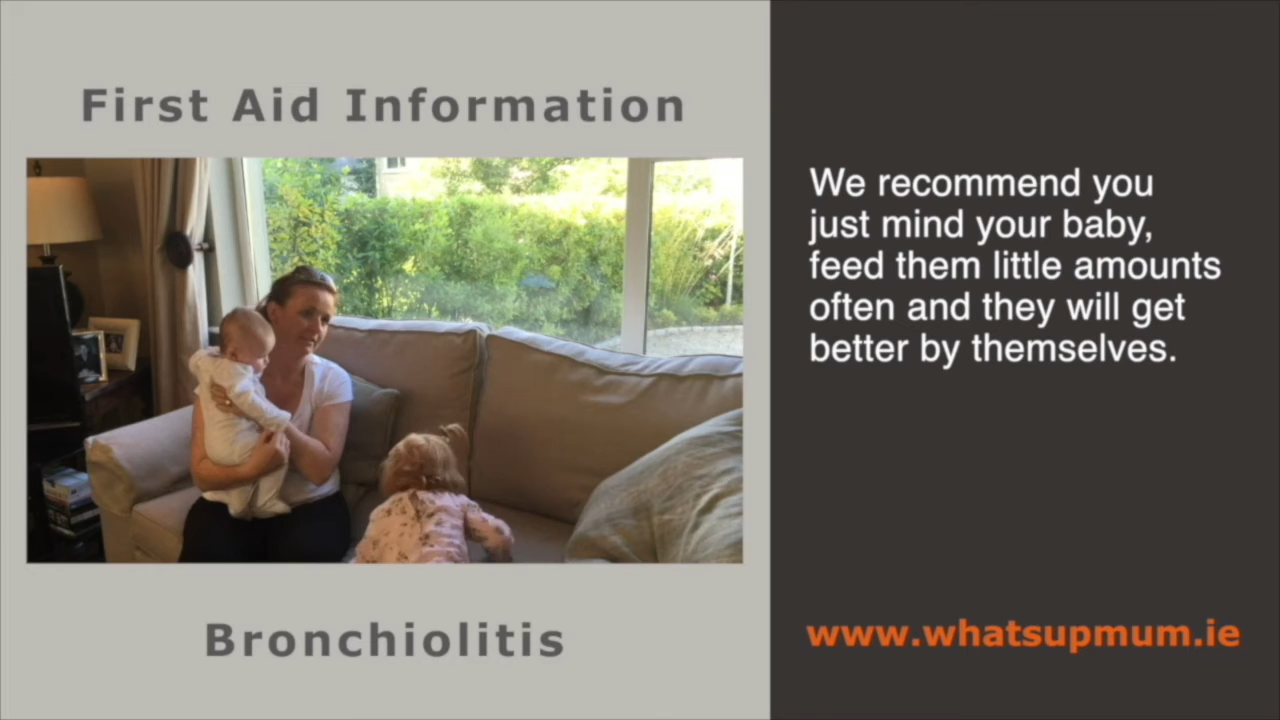 First Aid Information
We recommend you
just mind your baby,
feed them little amounts
often and they will get
better by themselves.
Bronchiolitis
www.whatsupmum.ie